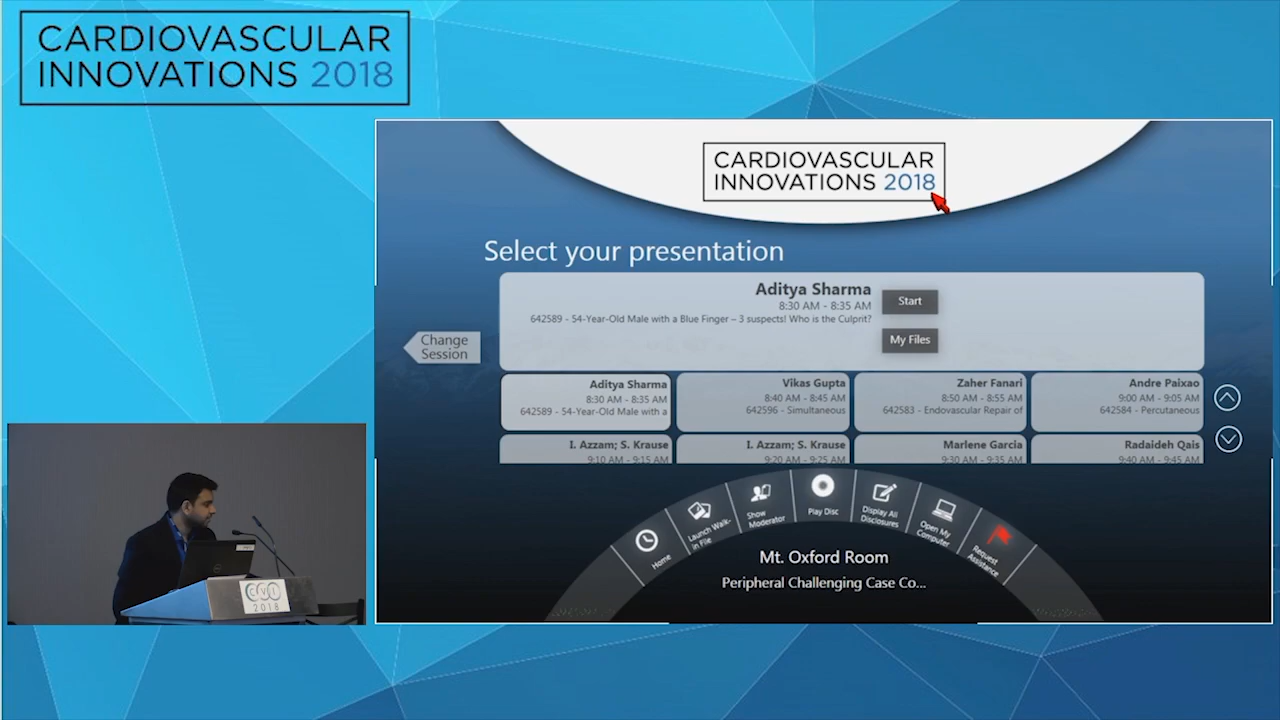 CARDIOVASCULAR
INNOVATIONS 2018
CARDIOVASCULAR
INNOVATIONS 2018
Select your presentation
Aditya Sharma
8:30 AM - 8:35 AM
642589 - 54-Year-Old Male with a Blue Finger – 3 suspects! Who is the Culprit?
Start
My Files
Change
Session
Aditya Sharma
8:30 AM - 8:35 AM
642589 - 54-Year-Old Male with a
Vikas Gupta
8:40 AM - 8:45 AM
642596 - Simultaneous
Zaher Fanari
8:50 AM - 8:55 AM
642583 - Endovascular Repair of
Andre Paixao
9:00 AM - 9:05 AM
642584 - Percutaneous
I. Azzam; S. Krause
9:10 AM - 9:15 AM
I. Azzam; S. Krause
9:20 AM - 9:25 AM
Marlene Garcia
9:30 AM - 9:35 AM
Radaideh Qais
9:40 AM - 9:45 AM
Home
Launch Walk-
in File
Show
Moderator
Play Disc
Display All
Disclosures
Open My
Computer
Request
Assistance
Mt. Oxford Room
Peripheral Challenging Case Co...
CVI
2018